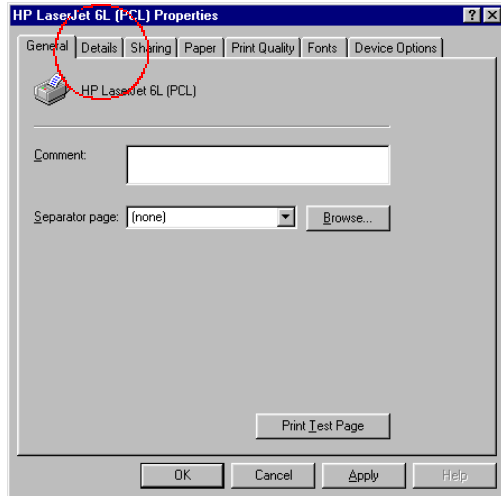 HP LaserJet 6L (PCL) Properties
General Details Sharing Paper Print Quality Fonts Device Options
HP LaserJet 6L (PCL)
Comment:
Separator page: (none) Browse...
Print Test Page
OK Cancel Apply Help